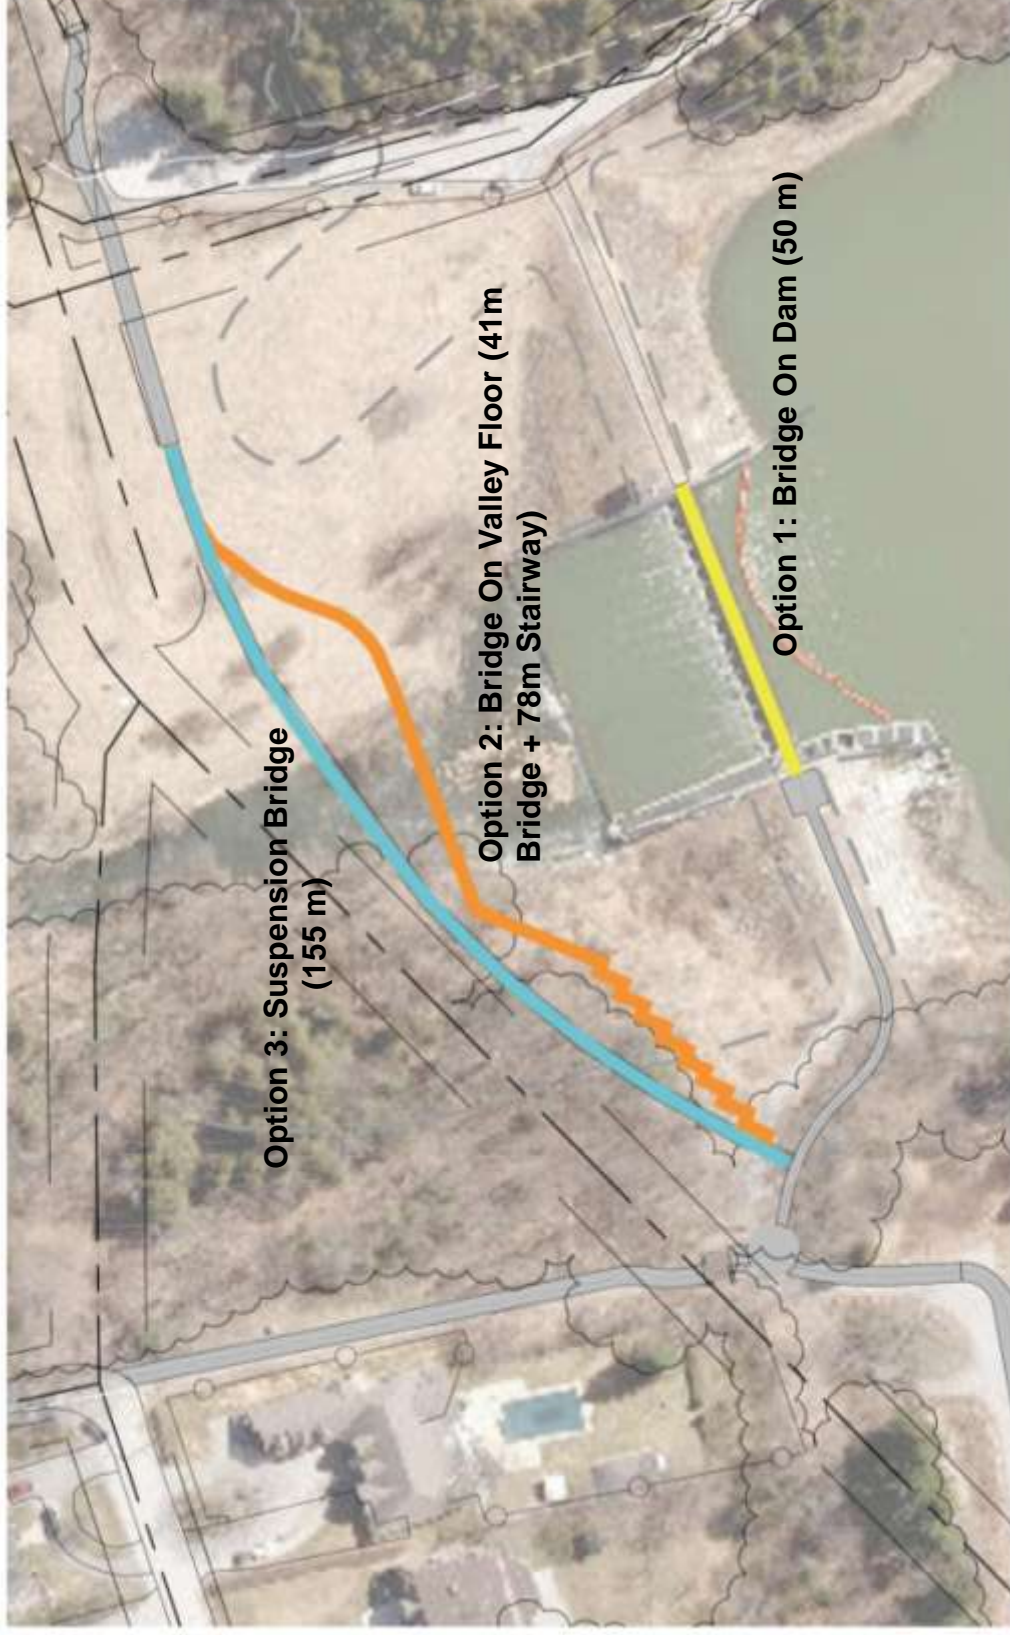 Option 3: Suspension Bridge
(155 m)
Option 2: Bridge On Valley Floor (41m
Bridge + 78m Stairway)
Option 1: Bridge On Dam (50 m)